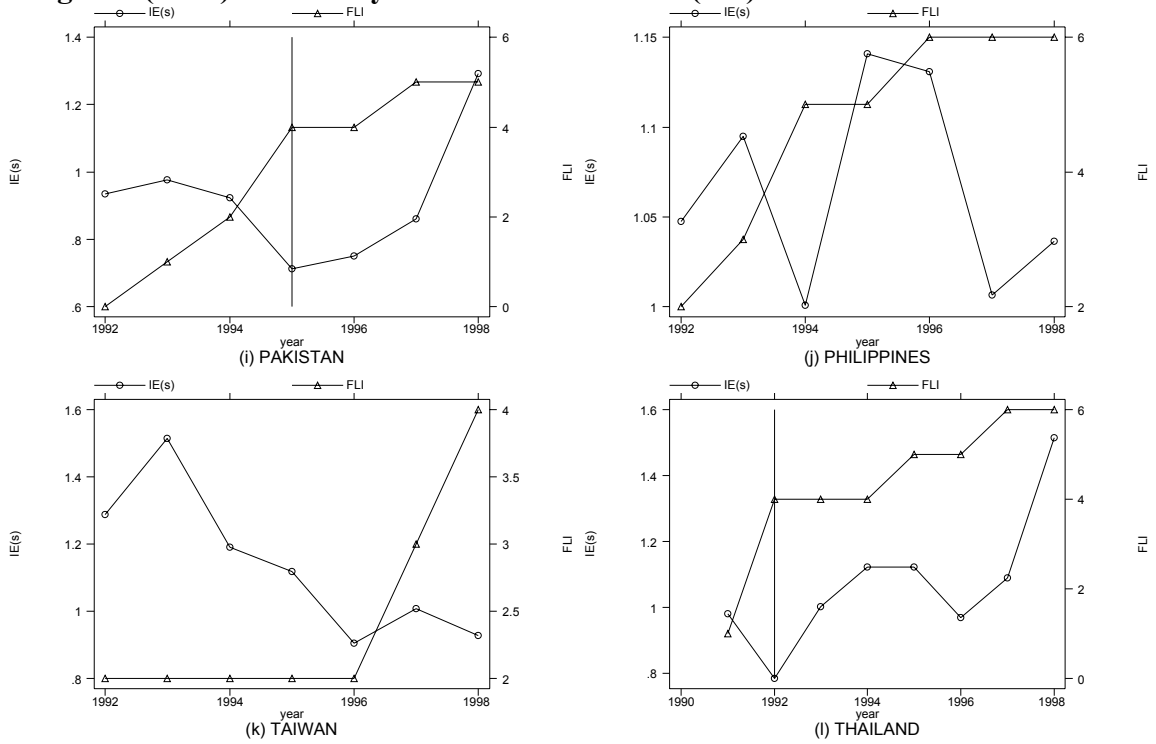 IE(s) FLI
1.4
1.2
1
.8
.6
6
4
2
0
IE(s)
FLI
1992 1994 1996 1998
year
(i) PAKISTAN
IE(s) FLI
1.15
1.1
1.05
1
6
4
2
IE(s)
FLI
1992 1994 1996 1998
year
(j) PHILIPPINES
IE(s) FLI
1.6
1.4
1.2
1
.8
4
3.5
3
2.5
2
IE(s)
FLI
1992 1994 1996 1998
year
(k) TAIWAN
IE(s) FLI
1.6
1.4
1.2
1
.8
6
4
2
0
IE(s)
FLI
1990 1992 1994 1996 1998
year
(l) THAILAND